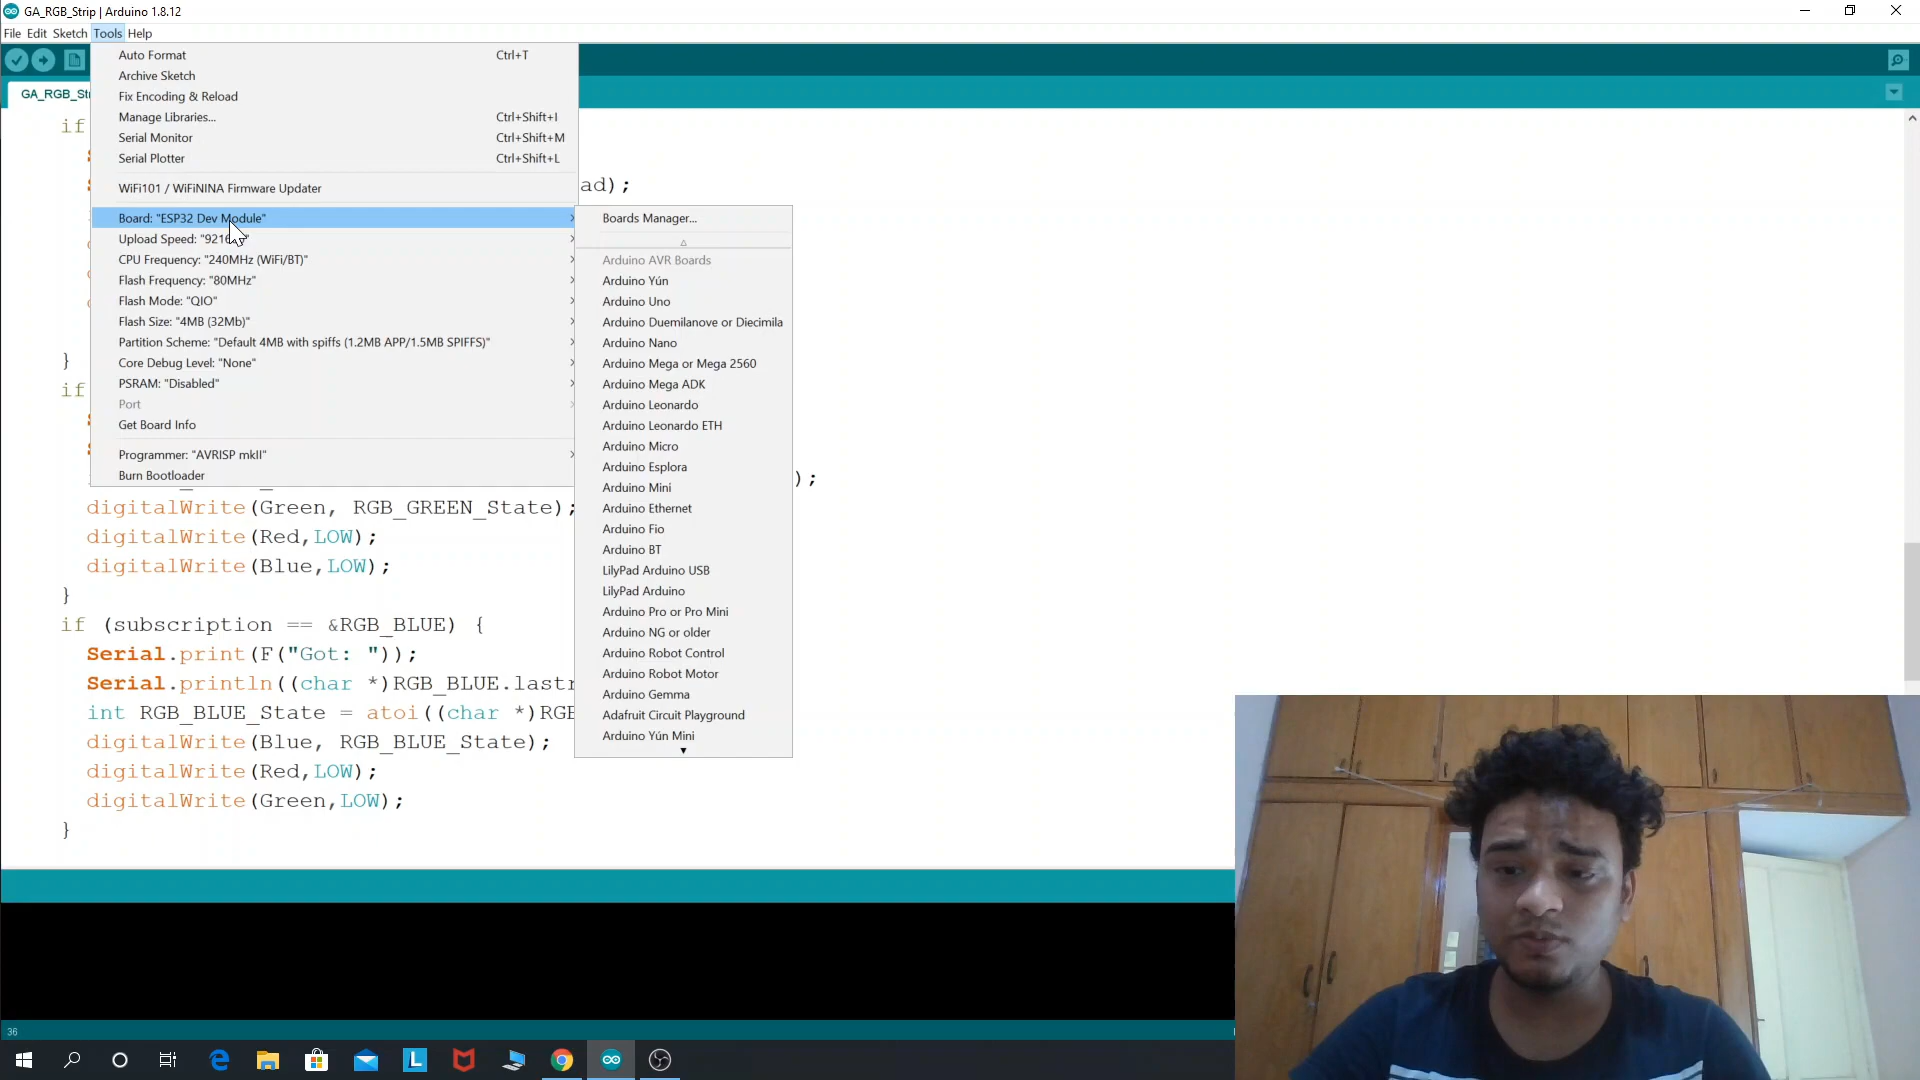 GA_RGB_Strip | Arduino 1.8.12
File Edit Sketch Tools Help
GA_RGB_St
Auto Format Ctrl+T
Archive Sketch
Fix Encoding & Reload
Manage Libraries... Ctrl+Shift+I
Serial Monitor Ctrl+Shift+M
Serial Plotter Ctrl+Shift+L
WiFi101 / WiFiNINA Firmware Updater
Board: "ESP32 Dev Module"
Upload Speed: "921
CPU Frequency: "240MHz (WiFi/BT)"
Flash Frequency: "80MHz"
Flash Mode: "QIO"
Flash Size: "4MB (32Mb)"
Partition Scheme: "Default 4MB with spiffs (1.2MB APP/1.5MB SPIFFS)"
Core Debug Level: "None"
PSRAM: "Disabled"
Port
Get Board Info
Programmer: "AVRISP mkII"
Burn Bootloader
Boards Manager...
Arduino AVR Boards
Arduino Yún
Arduino Uno
Arduino Duemilanove or Diecimila
Arduino Nano
Arduino Mega or Mega 2560
Arduino Mega ADK
Arduino Leonardo
Arduino Leonardo ETH
Arduino Micro
Arduino Esplora
Arduino Mini
Arduino Ethernet
Arduino Fio
Arduino BT
LilyPad Arduino USB
LilyPad Arduino
Arduino Pro or Pro Mini
Arduino NG or older
Arduino Robot Control
Arduino Robot Motor
Arduino Gemma
Adafruit Circuit Playground
Arduino Yún Mini
if
ad);
}
if
);
digitalWrite(Green, RGB_GREEN_State);
digitalWrite(Red,LOW);
digitalWrite(Blue,LOW);
}
if (subscription == &RGB_BLUE) {
Serial.print(F("Got: "));
Serial.println((char *)RGB_BLUE.lastr
int RGB_BLUE_State = atoi((char *)RGB
digitalWrite(Blue, RGB_BLUE_State);
digitalWrite(Red,LOW);
digitalWrite(Green,LOW);
}
36